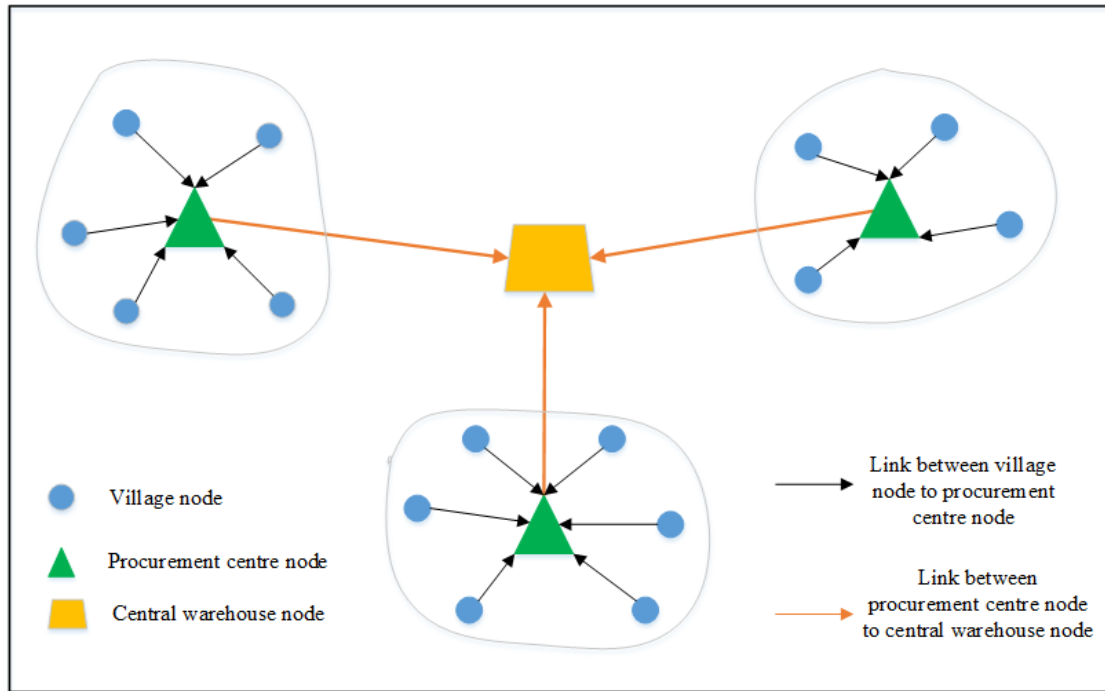 Village node
Procurement centre node
Central warehouse node
Link between village
node to procurement
centre node
Link between
procurement centre node
to central warehouse node